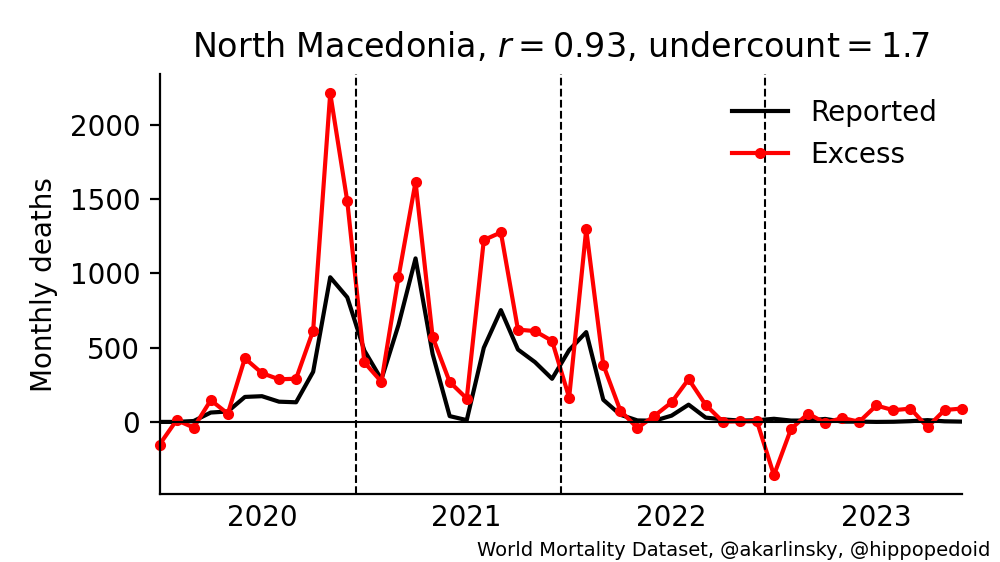 North Macedonia, r = 0.93, undercount = 1.7
Reported
Excess
Monthly deaths
2000
1500
1000
500
0
2020 2021 2022 2023
World Mortality Dataset, @akarlinsky, @hippopedoid